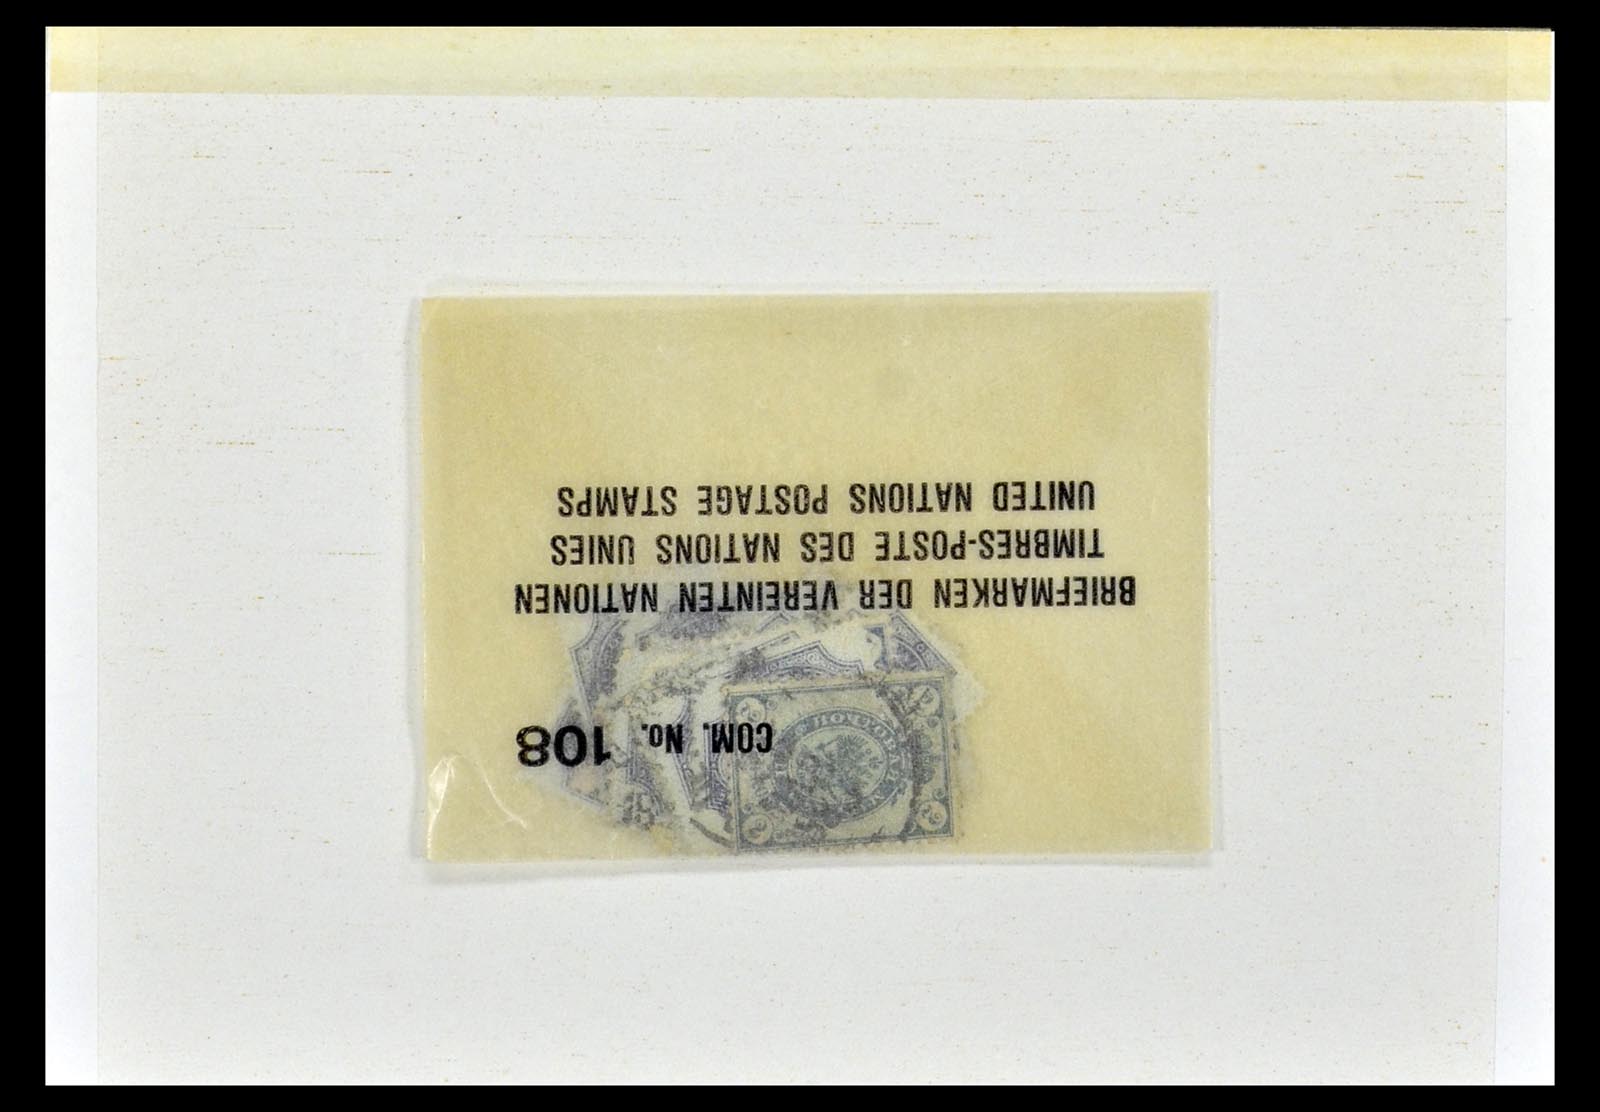 COM. No. 108
BRIEFMARKEN DER VEREINTEN NATIONEN
TIMBRES-POSTE DES NATIONS UNIES
UNITED NATIONS POSTAGE STAMPS